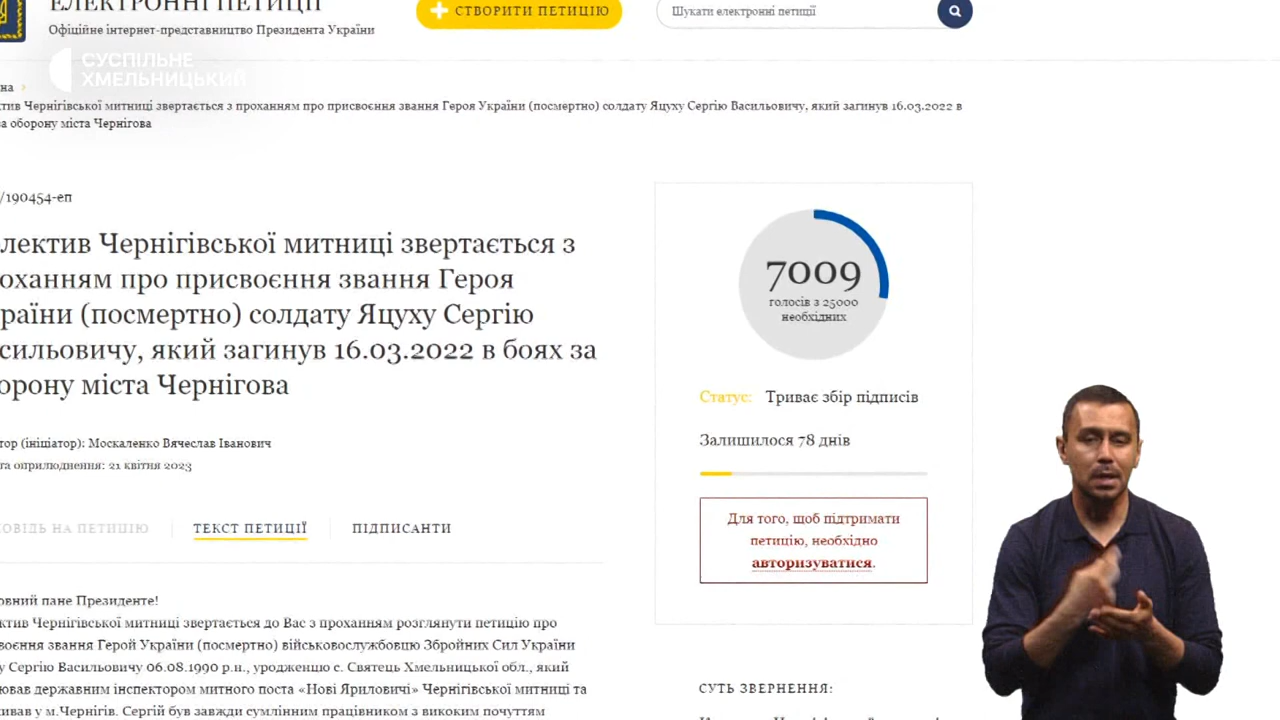 ЕЛЕКТРОННІ ПЕТИЦІЇ
Офіційне інтернет-представництво Президента України
СТВОРИТИ ПЕТИЦІЮ
Шукати електронні петиції
СУСПІЛЬНЕ
ХМЕЛЬНИЦЬКИЙ
на
тив Чернігівської митниці звертається з проханням про присвоєння звання Героя України (посмертно) солдату Яцуху Сергію Васильовичу, який загинув 16.03.2022 в
за оборону міста Чернігова
/190454-еп
лектив Чернігівської митниці звертається з
роханням про присвоєння звання Героя
раїни (посмертно) солдату Яцуху Сергію
сильовичу, який загинув 16.03.2022 в боях за
орону міста Чернігова
тор (ініціатор): Москаленко Вячеслав Іванович
та оприлюднення: 21 квітня 2023
ОВІДЬ НА ПЕТИЦІЮ
ТЕКСТ ПЕТИЦІЇ
ПІДПИСАНТИ
овний пане Президенте!
ктив Чернігівської митниці звертається до Вас з проханням розглянути петицію про
воєння звання Герой України (посмертно) військовослужбовцю Збройних Сил України
у Сергію Васильовичу 06.08.1990 р.н., уродженцю с. Святець Хмельницької обл., який
ював державним інспектором митного поста «Нові Яриловичі» Чернігівської митниці та
живав у м.Чернігів. Сергій був завжди сумлінним працівником з високим почуттям
7009
голосів з 25000
необхідних
Статус: Триває збір підписів
Залишилося 78 днів
Для того, щоб підтримати
петицію, необхідно
авторизуватися.
СУТЬ ЗВЕРНЕННЯ: